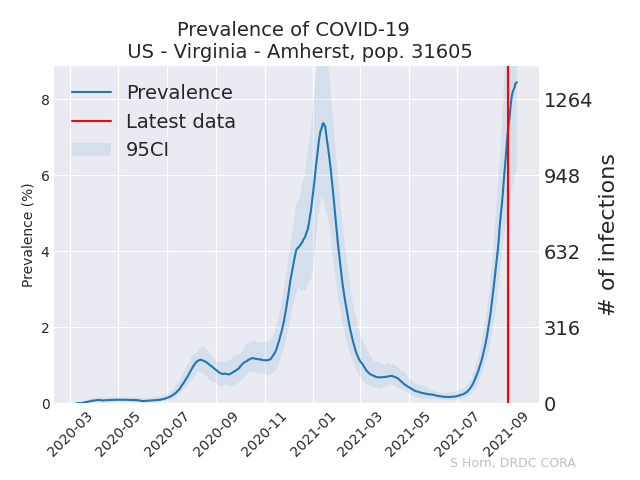 Prevalence of COVID-19
US - Virginia - Amherst, pop. 31605
Prevalence
Latest data
95CI
Prevalence (%)
8
6
4
2
0
1264
948
632
316
0
# of infections
2020-03
2020-05
2020-07
2020-09
2020-11
2021-01
2021-03
2021-05
2021-07
2021-09
S Horn, DRDC CORA